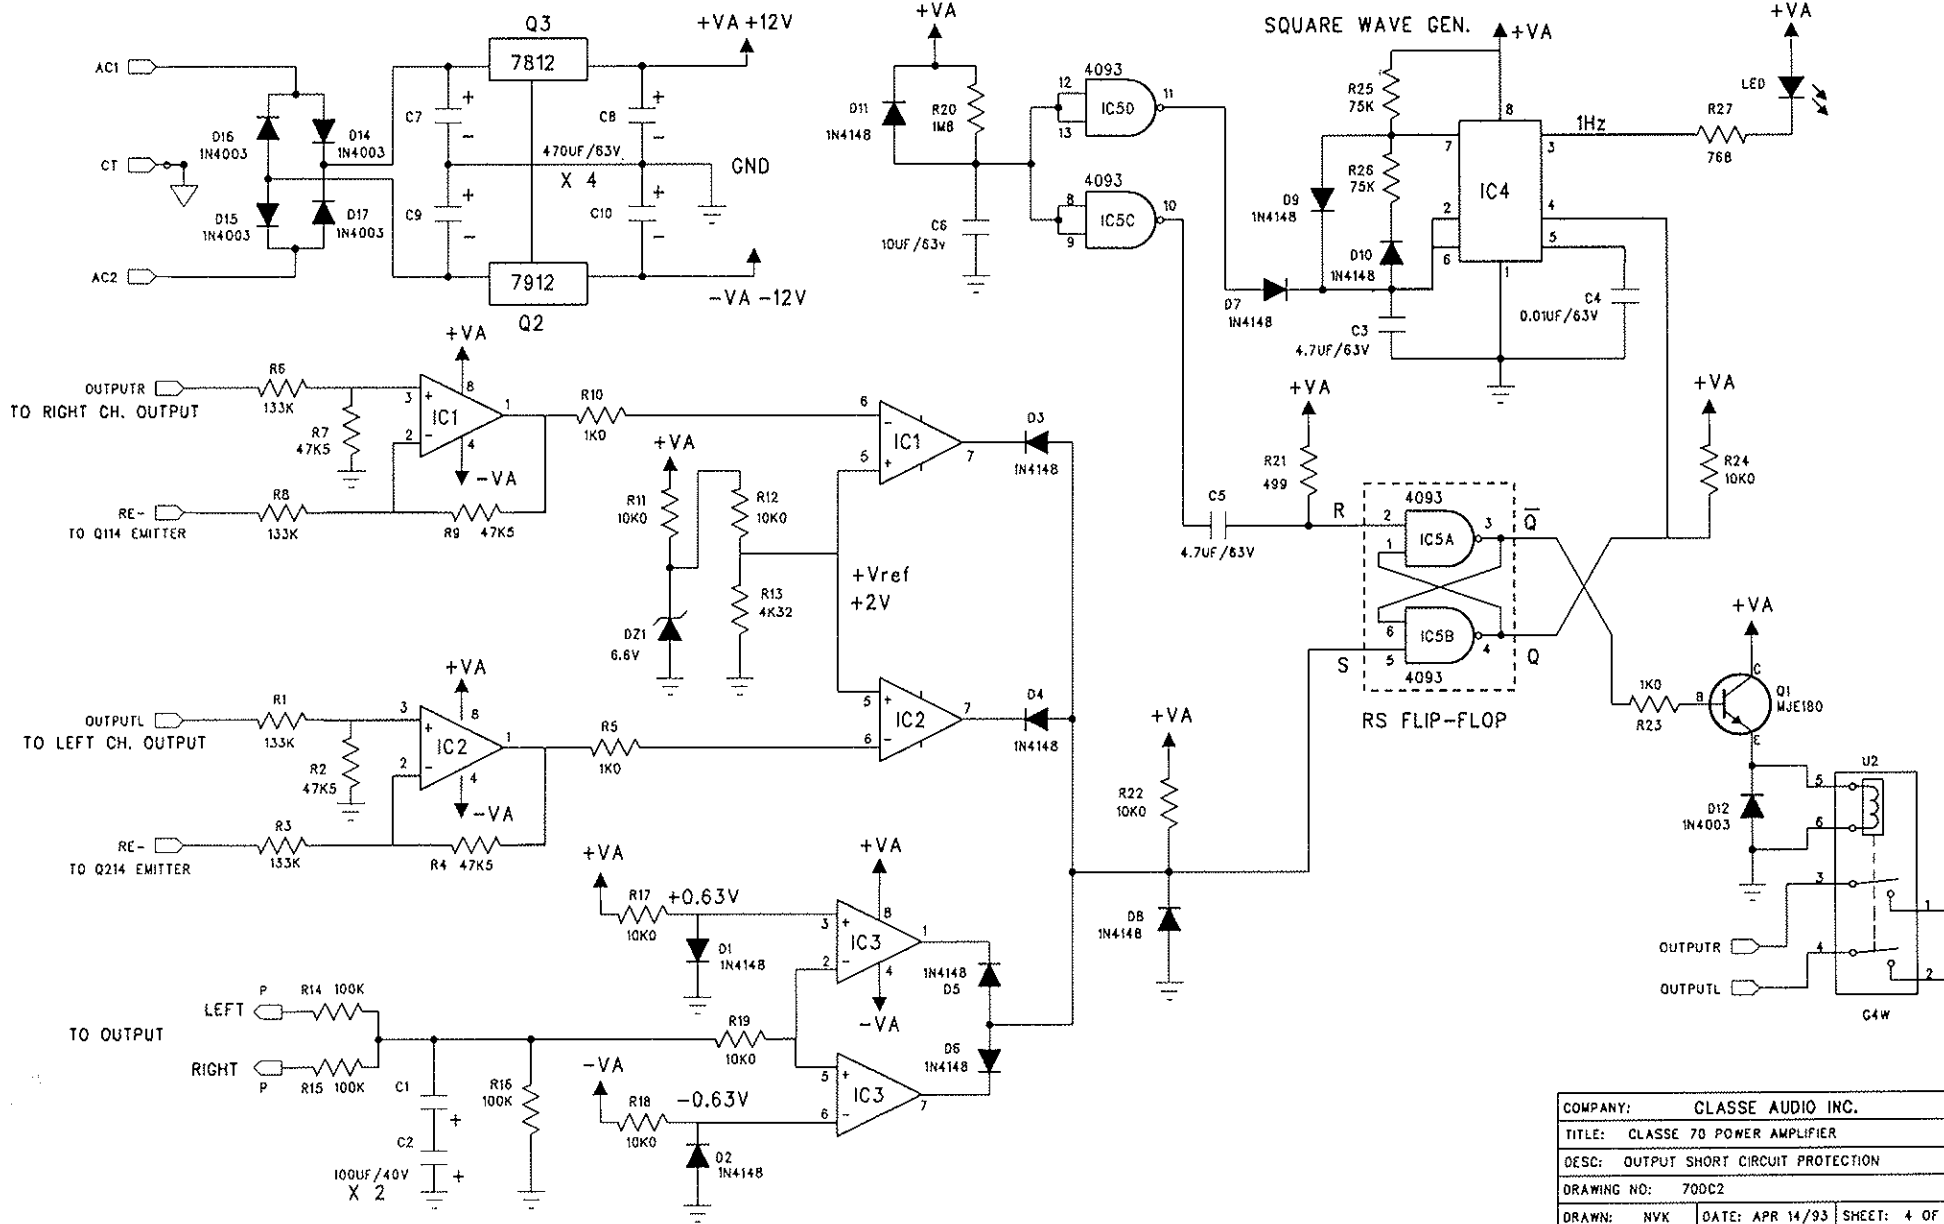 Q3
7812
+VA +12V
AC1
D16
1N4003
D14
1N4003
C7
+
-
C8
+
-
470UF/63V
X 4
GND
CT
D15
1N4003
D17
1N4003
C9
+
-
C10
+
-
AC2
7912
Q2
-VA -12V
+VA
D11
1N4148
R20
1M8
C6
10UF/63V
4093
12
13
IC5D
11
4093
8
9
IC5C
10
SQUARE WAVE GEN.
+VA
R25
75K
R26
75K
D9
1N4148
D10
1N4148
D7
1N4148
C3
4.7UF/63V
IC4
8
7
2
6
1
3
4
5
1Hz
C4
0.01UF/63V
R27
768
LED
+VA
OUTPUTR
TO RIGHT CH. OUTPUT
R6
133K
R7
47K5
+VA
8
3
+
2
-
IC1
1
4
-VA
RE-
TO Q114 EMITTER
R8
133K
R9 47K5
R10
1K0
+VA
R11
10K0
R12
10K0
R13
4K32
DZ1
6.6V
+Vref
+2V
6
-
5
+
IC1
7
D3
1N4148
C5
4.7UF/63V
+VA
R21
499
R
4093
2
1
IC5A
3
Q
6
5
IC5B
4
4093
S
Q
RS FLIP-FLOP
+VA
R24
10K0
OUTPUTL
TO LEFT CH. OUTPUT
R1
133K
R2
47K5
+VA
8
3
+
2
-
IC2
1
4
-VA
RE-
TO Q214 EMITTER
R3
133K
R4 47K5
R5
1K0
5
+
6
-
IC2
7
D4
1N4148
+VA
R22
10K0
D8
1N4148
1K0
R23
+VA
C
B
E
Q1
MJE180
D12
1N4003
U2
5
6
3
4
1
2
OUTPUTR
OUTPUTL
G4W
+VA
R17
10K0
+0.63V
D1
1N4148
+VA
8
3
+
2
-
IC3
1
4
-VA
1N4148
D5
D6
1N4148
TO OUTPUT
LEFT
P
R14 100K
RIGHT
P
R15 100K
C1
+
C2
+
100UF/40V
X 2
R16
100K
R19
10K0
-VA
R18
10K0
-0.63V
D2
1N4148
5
+
6
-
IC3
7
COMPANY: CLASSE AUDIO INC.
TITLE: CLASSE 70 POWER AMPLIFIER
DESC: OUTPUT SHORT CIRCUIT PROTECTION
DRAWING NO: 70OC2
DRAWN: NVK DATE: APR 14/93 SHEET: 4 OF